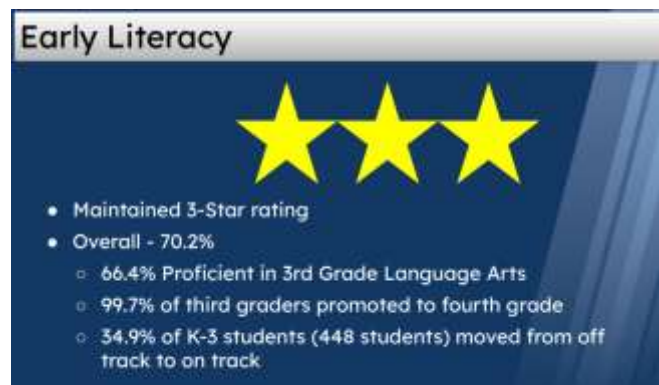 Early Literacy
• Maintained 3-Star rating
• Overall - 70.2%
○ 66.4% Proficient in 3rd Grade Language Arts
○ 99.7% of third graders promoted to fourth grade
○ 34.9% of K-3 students (448 students) moved from off
track to on track